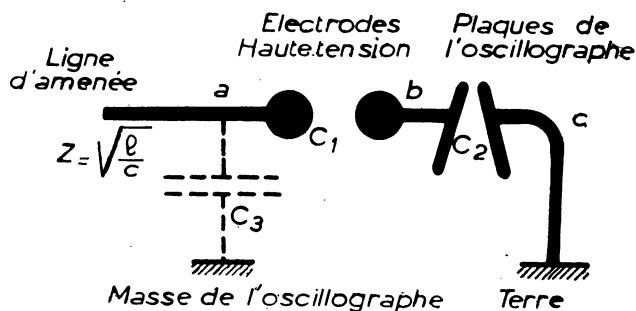 Electrodes
Haute.tension
Plaques de
l'oscillographe
Ligne
d'amenée
a
b
c
C1
C2
Z = √(l/c)
C3
Masse de l'oscillographe
Terre